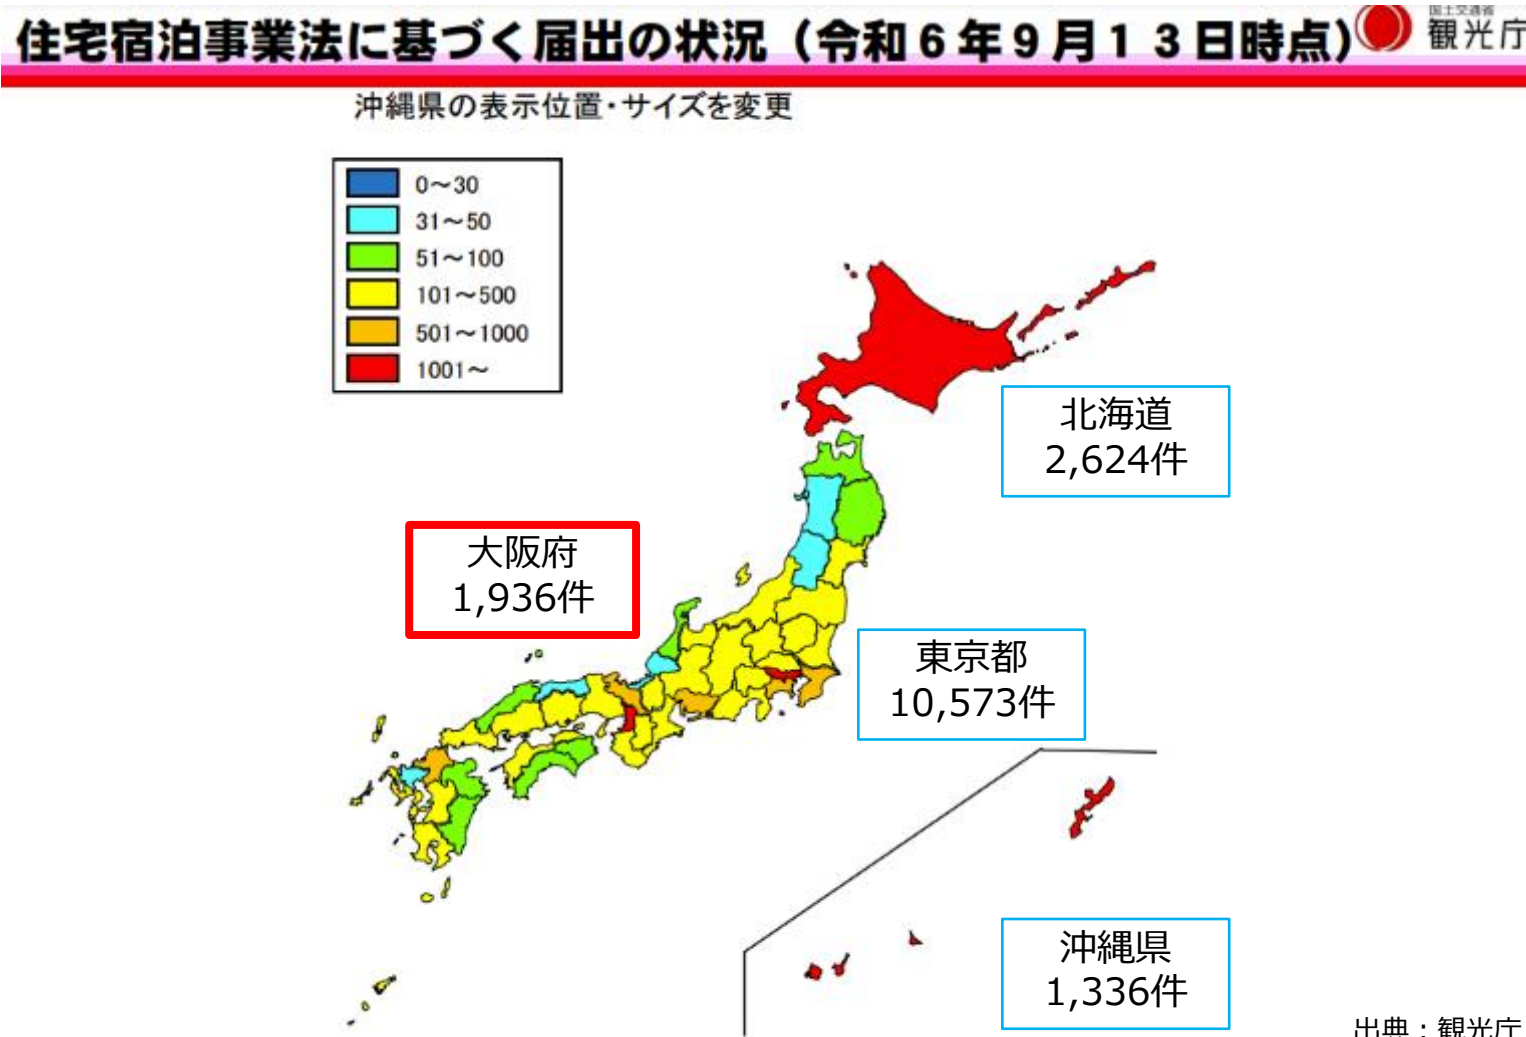 住宅宿泊事業法に基づく届出の状況（令和６年９月１３日時点）
国土交通省
観光庁
沖縄県の表示位置・サイズを変更
0～30
31～50
51～100
101～500
501～1000
1001～
北海道
2,624件
大阪府
1,936件
東京都
10,573件
沖縄県
1,336件
出典：観光庁